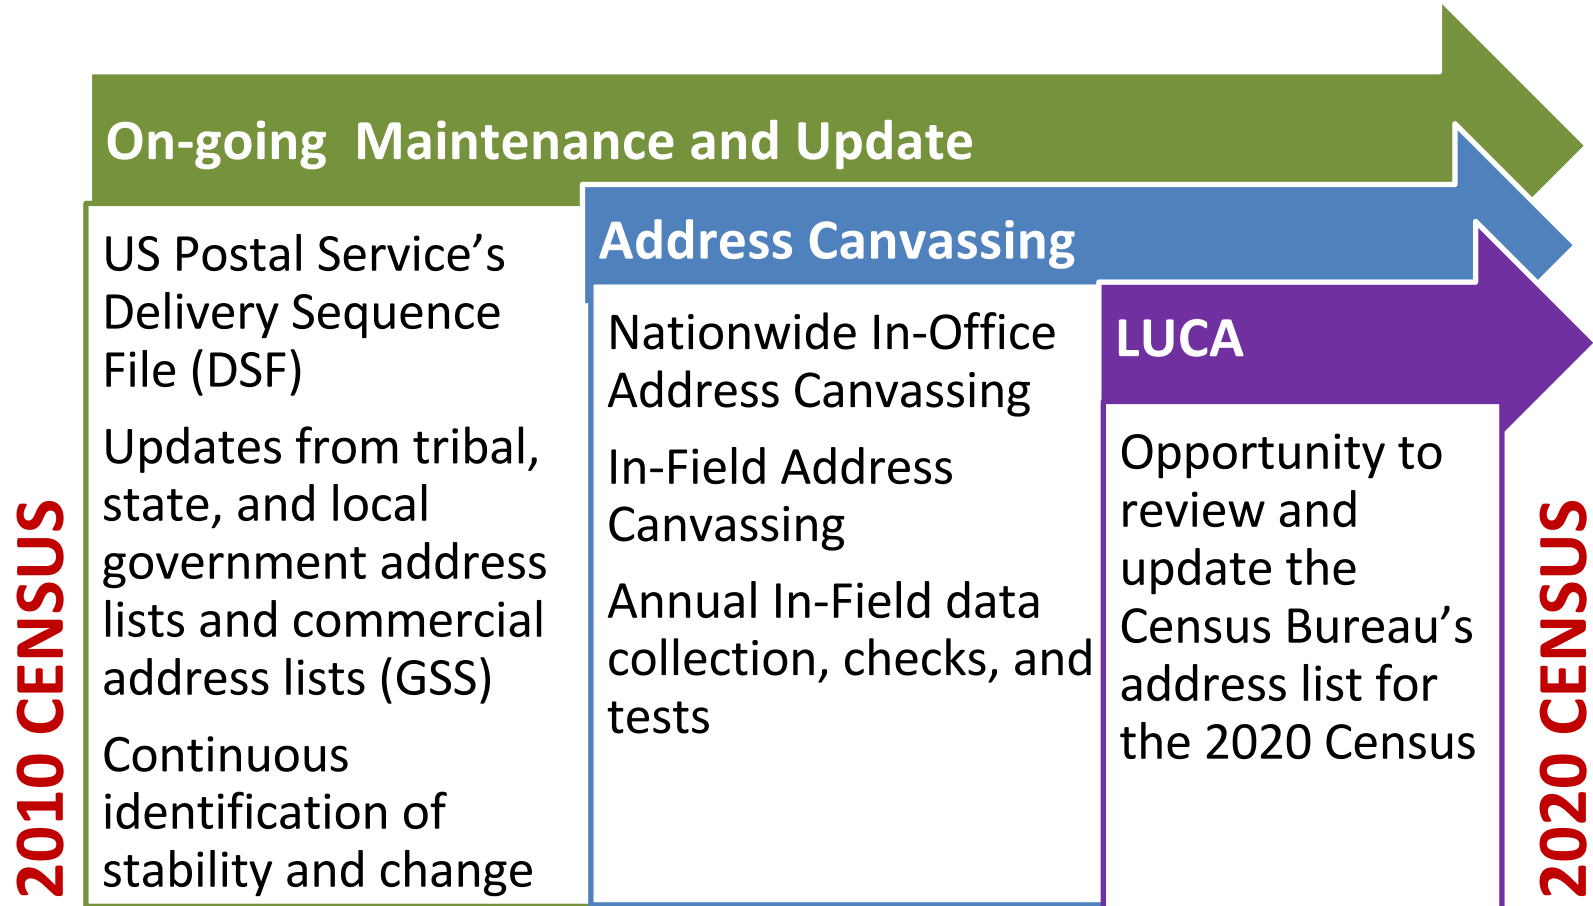 On-going  Maintenance and Update
US Postal Service’s
Delivery Sequence
File (DSF)
Updates from tribal,
state, and local
government address
lists and commercial
address lists (GSS)
Continuous
identification of
stability and change
Address Canvassing
Nationwide In-Office
Address Canvassing
In-Field Address
Canvassing
Annual In-Field data
collection, checks, and
tests
LUCA
Opportunity to
review and
update the
Census Bureau’s
address list for
the 2020 Census
2010 CENSUS
2020 CENSUS